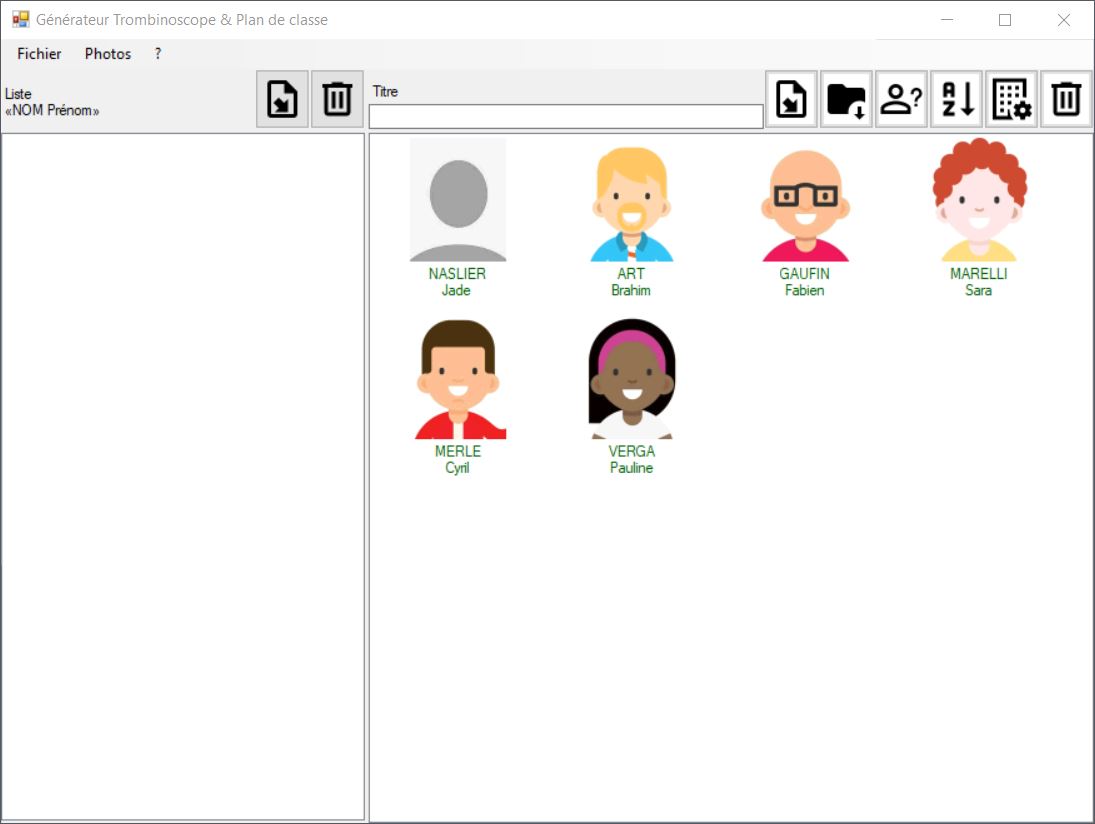 Générateur Trombinoscope & Plan de classe
Fichier Photos ?
Liste
«NOM Prénom»
Titre
?
A
Z
NASLIER
Jade
ART
Brahim
GAUFIN
Fabien
MARELLI
Sara
MERLE
Cyril
VERGA
Pauline